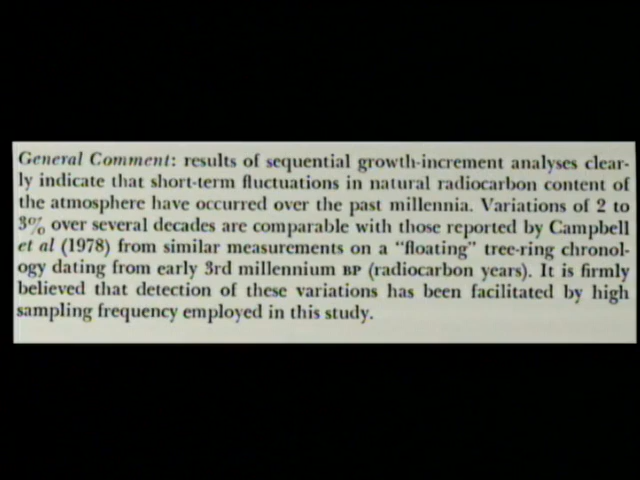 General Comment: results of sequential growth-increment analyses clear-
ly indicate that short-term fluctuations in natural radiocarbon content of
the atmosphere have occurred over the past millennia. Variations of 2 to
3% over several decades are comparable with those reported by Campbell
et al (1978) from similar measurements on a "floating" tree-ring chronol-
ogy dating from early 3rd millennium BP (radiocarbon years). It is firmly
believed that detection of these variations has been facilitated by high
sampling frequency employed in this study.